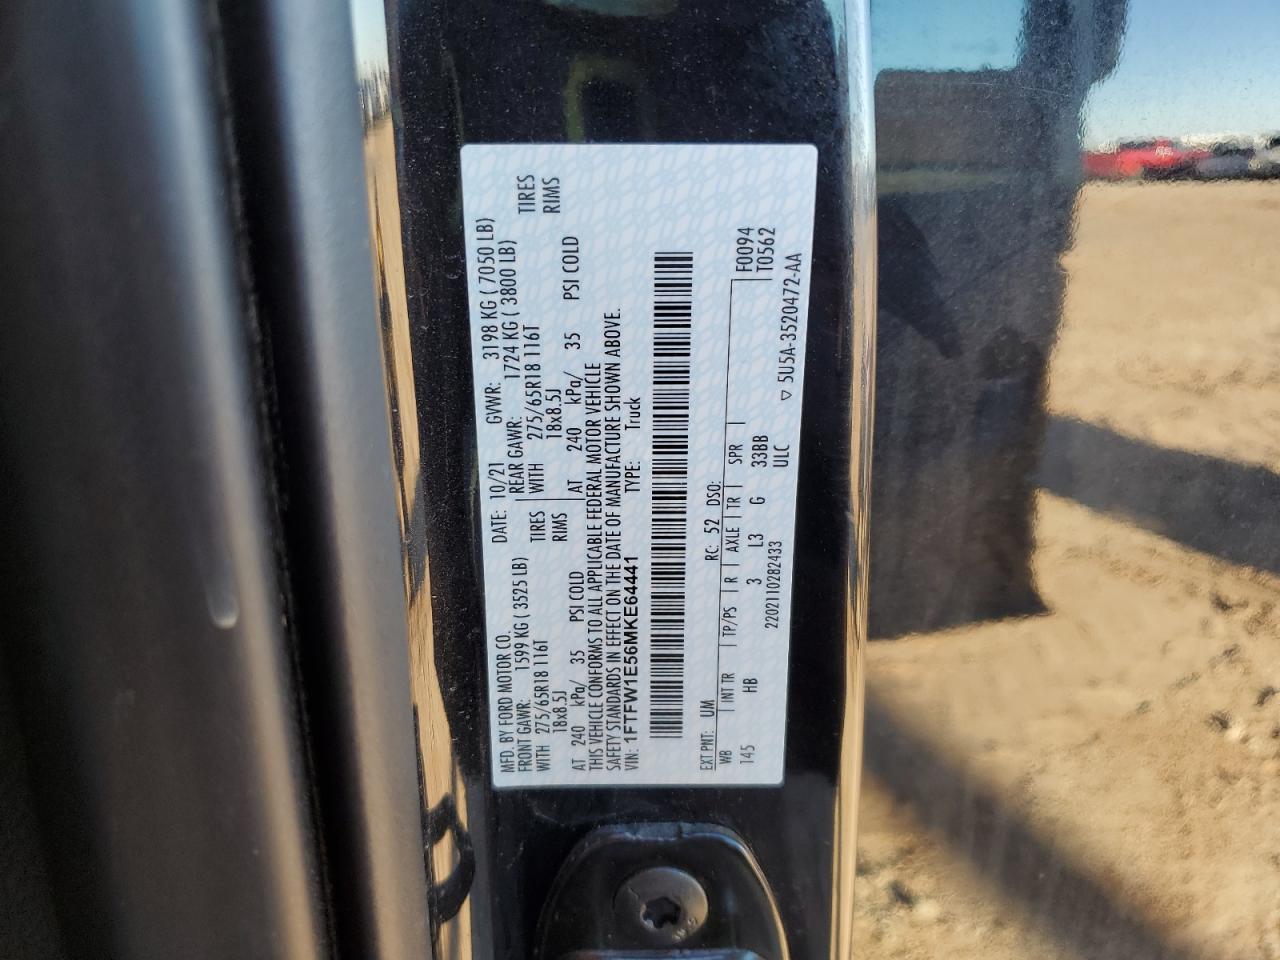 MFD. BY FORD MOTOR CO. DATE: 10/21 GVWR: 3198 KG ( 7050 LB)
FRONT GAWR: 1599 KG ( 3525 LB) REAR GAWR: 1724 KG ( 3800 LB)
WITH 275/65R18 116T TIRES WITH 275/65R18 116T TIRES
18x8.5J RIMS 18x8.5J RIMS
AT 240 kPa/ 35 PSI COLD AT 240 kPa/ 35 PSI COLD
THIS VEHICLE CONFORMS TO ALL APPLICABLE FEDERAL MOTOR VEHICLE
SAFETY STANDARDS IN EFFECT ON THE DATE OF MANUFACTURE SHOWN ABOVE.
VIN: 1FTFW1E56MKE64441 TYPE: Truck
EXT PNT: UM RC: 52 DSO: F0094
WB INT TR TP/PS R AXLE TR SPR T0562
145 HB 3 L3 G 33BB
2202110282433 ULC
▽ 5U5A-3520472-AA